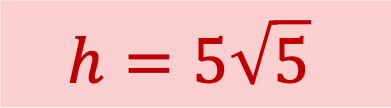 h = 5√5